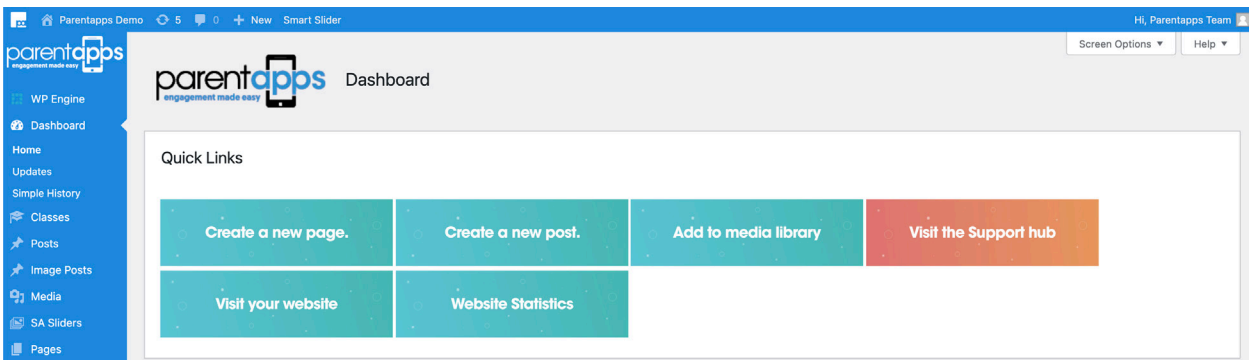 Parentapps Demo 5 0 + New Smart Slider Hi, Parentapps Team
Screen Options ▼ Help ▼
parentapps
engagement made easy
parentapps
engagement made easy
Dashboard
WP Engine
Dashboard
Home
Updates
Simple History
Classes
Posts
Image Posts
Media
SA Sliders
Pages
Quick Links
Create a new page. Create a new post. Add to media library Visit the Support hub
Visit your website Website Statistics